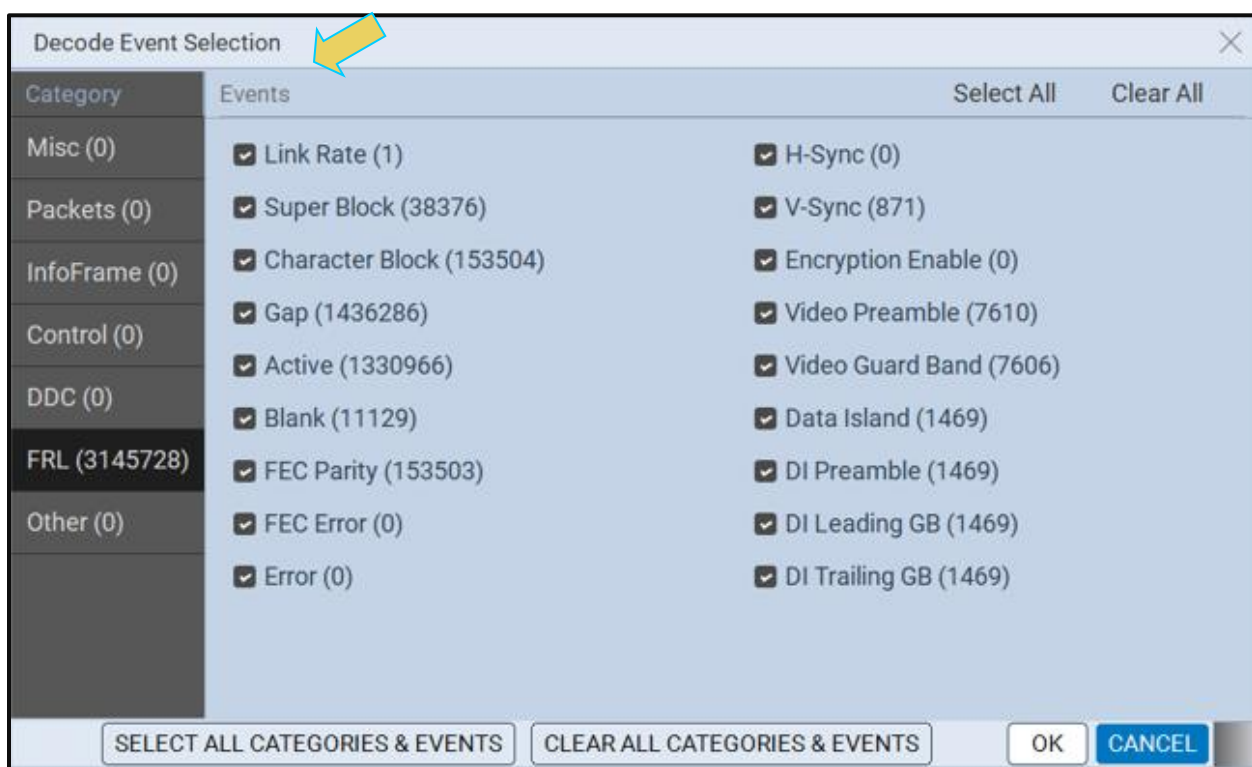 Decode Event Selection
Category
Events
Select All
Clear All
Misc (0)
Packets (0)
InfoFrame (0)
Control (0)
DDC (0)
FRL (3145728)
Other (0)
Link Rate (1)
Super Block (38376)
Character Block (153504)
Gap (1436286)
Active (1330966)
Blank (11129)
FEC Parity (153503)
FEC Error (0)
Error (0)
H-Sync (0)
V-Sync (871)
Encryption Enable (0)
Video Preamble (7610)
Video Guard Band (7606)
Data Island (1469)
DI Preamble (1469)
DI Leading GB (1469)
DI Trailing GB (1469)
SELECT ALL CATEGORIES & EVENTS
CLEAR ALL CATEGORIES & EVENTS
OK
CANCEL